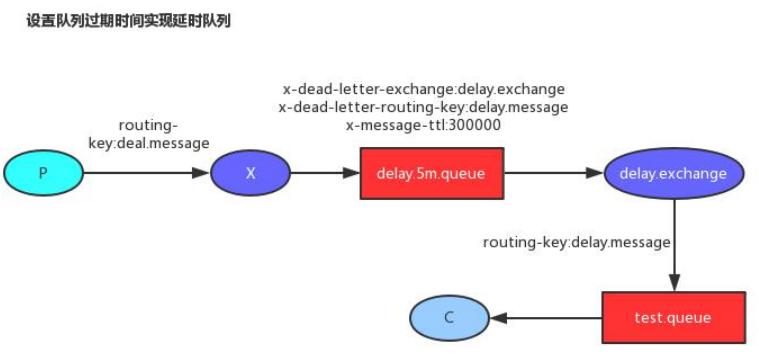 设置队列过期时间实现延时队列
x-dead-letter-exchange:delay.exchange
x-dead-letter-routing-key:delay.message
x-message-ttl:300000
routing-
key:deal.message
P
X
delay.5m.queue
delay.exchange
routing-key:delay.message
C
test.queue